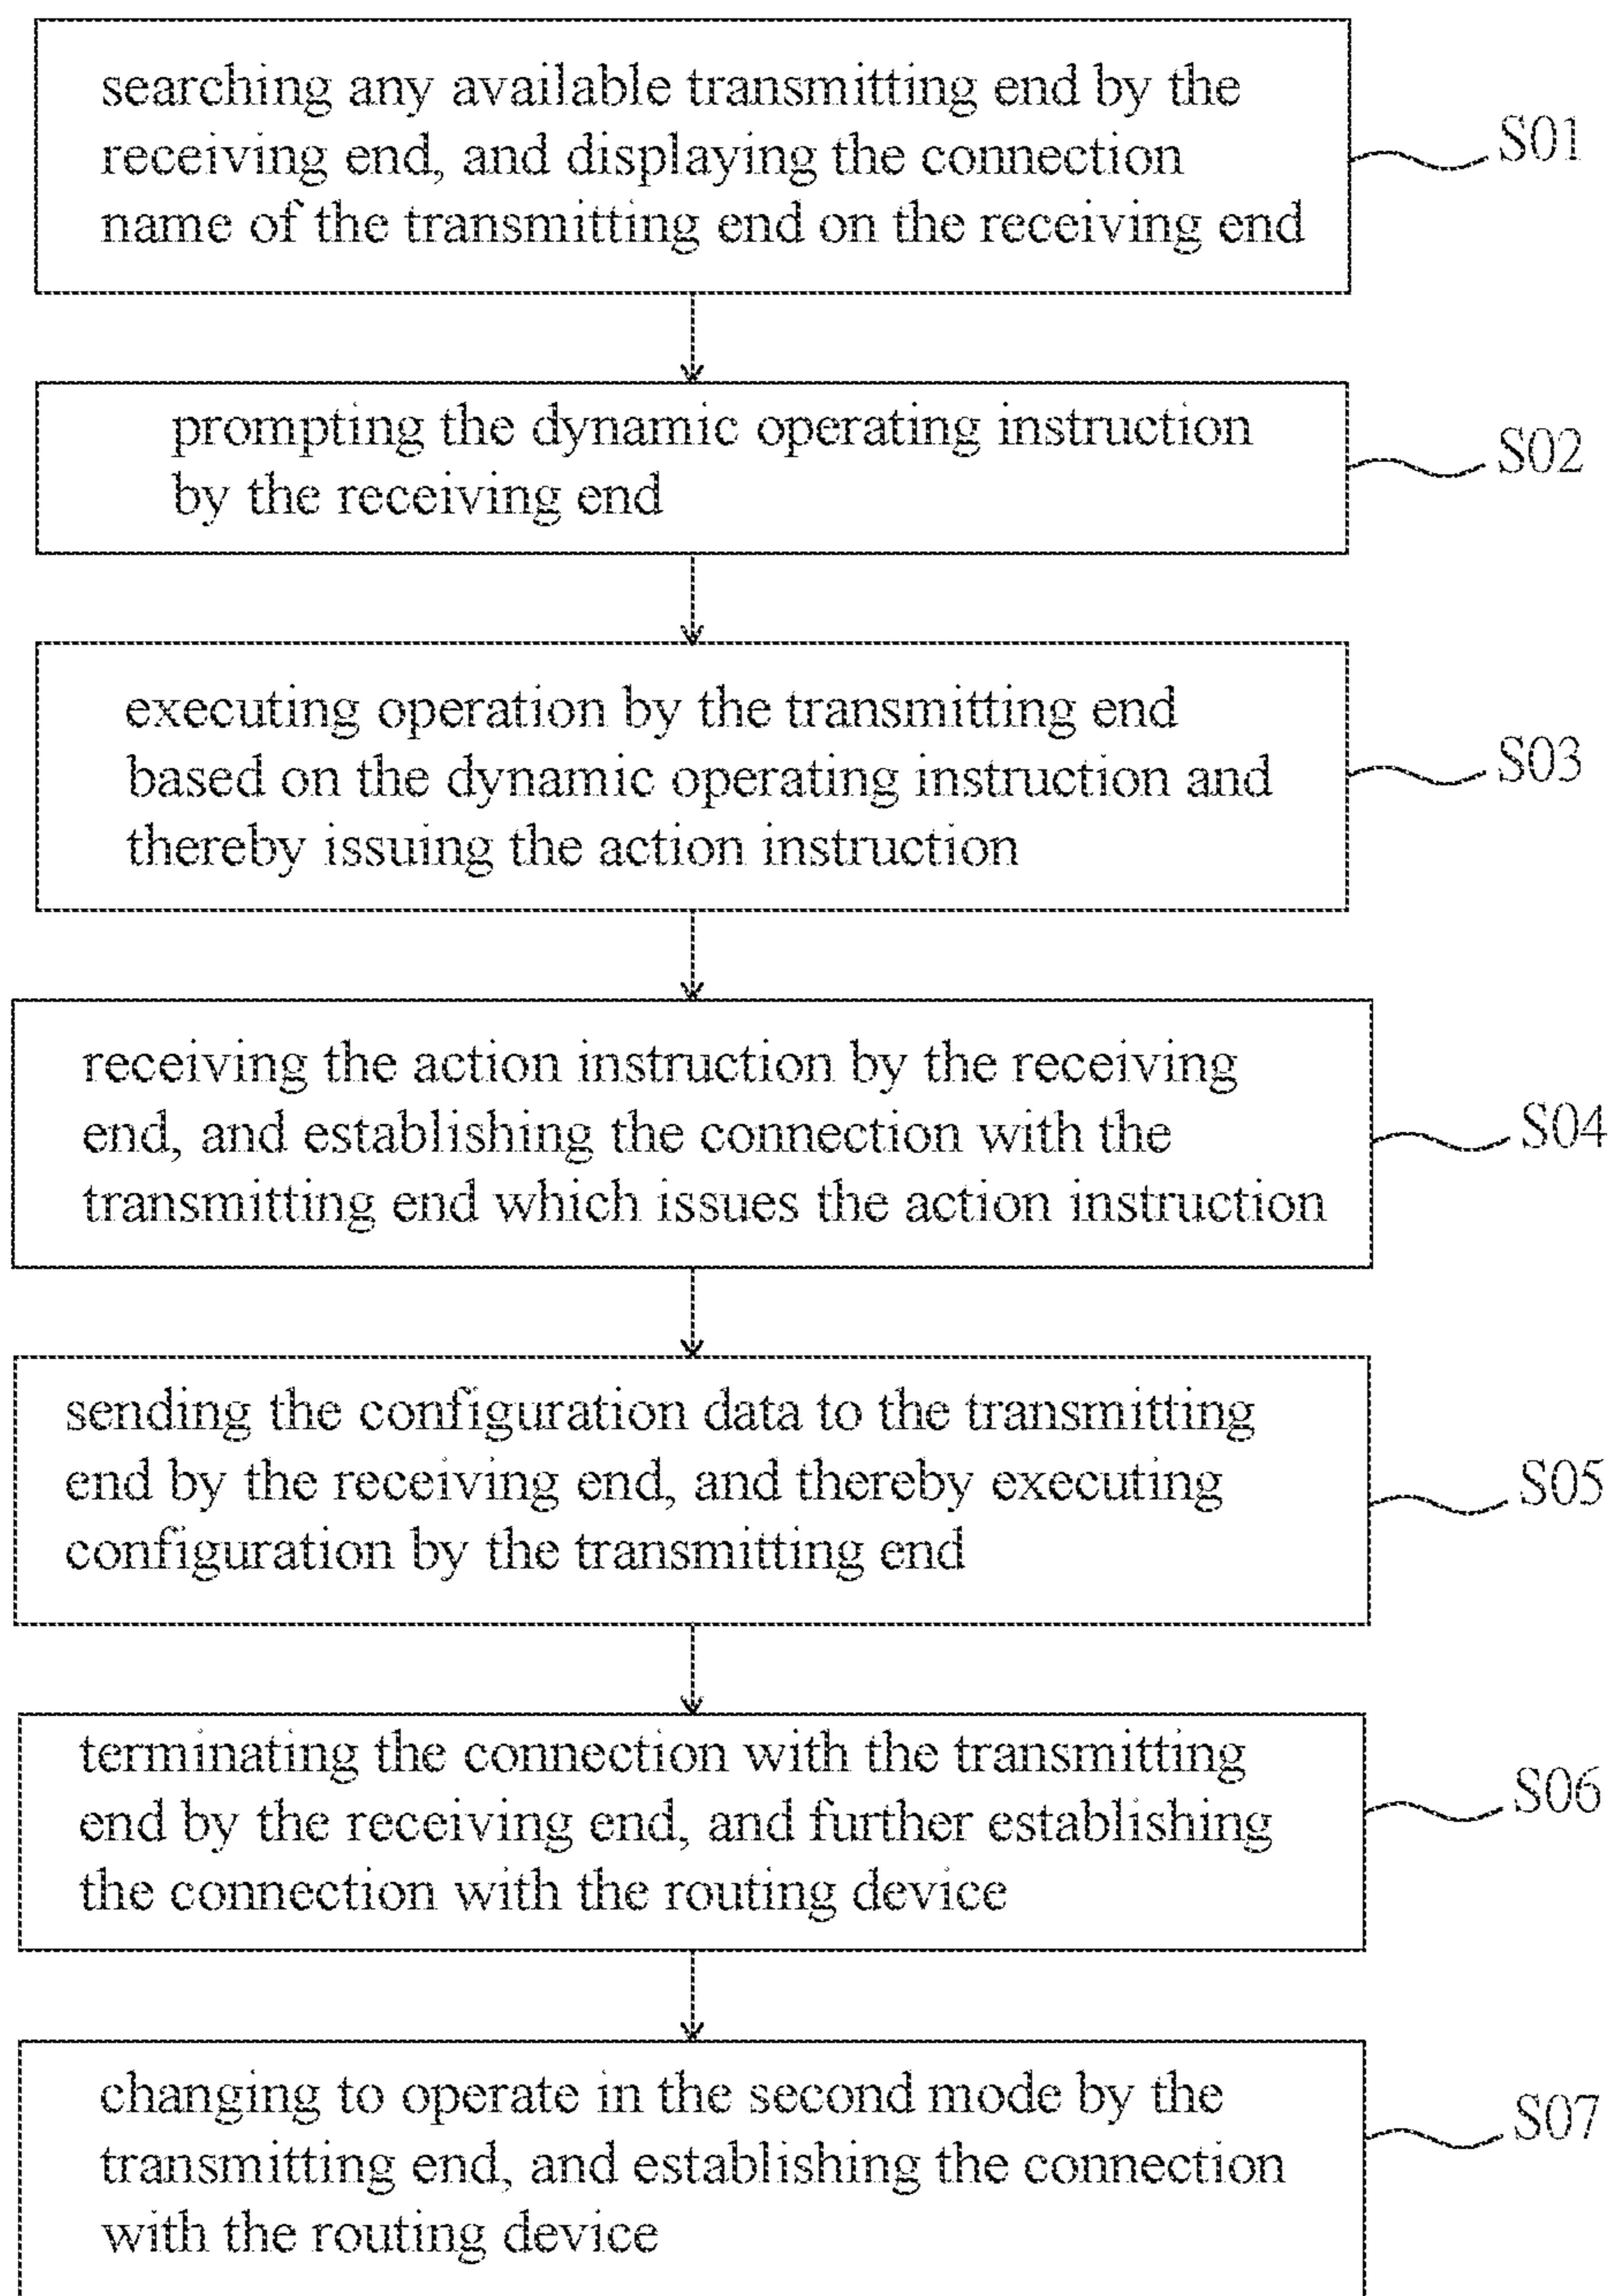 searching any available transmitting end by the
receiving end, and displaying the connection
name of the transmitting end on the receiving end
S01
prompting the dynamic operating instruction
by the receiving end
S02
executing operation by the transmitting end
based on the dynamic operating instruction and
thereby issuing the action instruction
S03
receiving the action instruction by the receiving
end, and establishing the connection with the
transmitting end which issues the action instruction
S04
sending the configuration data to the transmitting
end by the receiving end, and thereby executing
configuration by the transmitting end
S05
terminating the connection with the transmitting
end by the receiving end, and further establishing
the connection with the routing device
S06
changing to operate in the second mode by the
transmitting end, and establishing the connection
with the routing device
S07